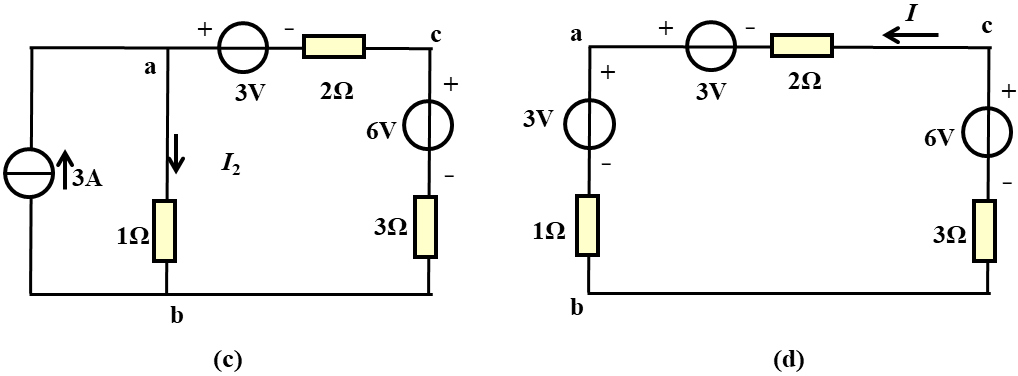 + - c
a
3V 2Ω
+
6V
I₂
-
3A
1Ω 3Ω
b
(c)
I
a + - c
2Ω
+ 3V +
3V 6V
- -
1Ω 3Ω
b
(d)